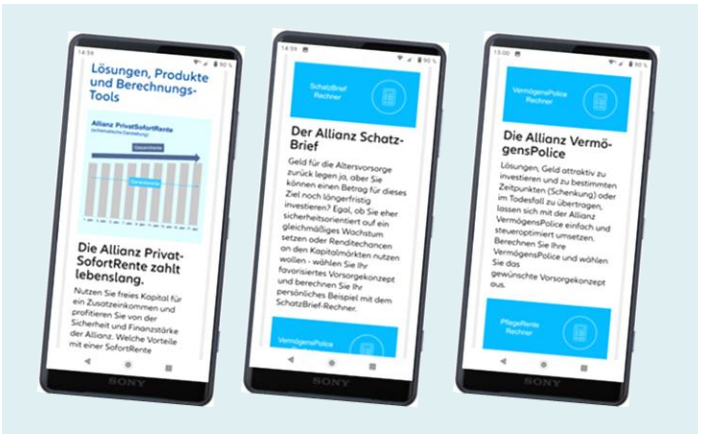 14:59
90 %
Lösungen, Produkte
und Berechnungs-
Tools
Allianz PrivatSofortRente
(schematische Darstellung)
Gesamtrente
Garantierente
Die Allianz Privat-
SofortRente zahlt
lebenslang.
Nutzen Sie freies Kapital für
ein Zusatzeinkommen und
profitieren Sie von der
Sicherheit und Finanzstärke
der Allianz. Welche Vorteile
mit einer SofortRente
SONY
14:59
90 %
SchatzBrief
Rechner
Der Allianz Schatz-
Brief
Geld für die Altersvorsorge
zurück legen ja, aber Sie
können einen Betrag für dieses
Ziel noch längerfristig
investieren? Egal, ob Sie eher
sicherheitsorientiert auf ein
gleichmäßiges Wachstum
setzen oder Renditechancen
an den Kapitalmärkten nutzen
wollen - wählen Sie Ihr
favorisiertes Vorsorgekonzept
und berechnen Sie Ihr
persönliches Beispiel mit dem
SchatzBrief-Rechner.
VermögensPolice
SONY
15:00
90 %
VermögensPolice
Rechner
Die Allianz Vermö-
gensPolice
Lösungen, Geld attraktiv zu
investieren und zu bestimmten
Zeitpunkten (Schenkung) oder
im Todesfall zu übertragen,
lassen sich mit der Allianz
VermögensPolice einfach und
steueroptimiert umsetzen.
Berechnen Sie Ihre
VermögensPolice und wählen
Sie das
gewünschte Vorsorgekonzept
aus.
PflegeRente
Rechner
SONY